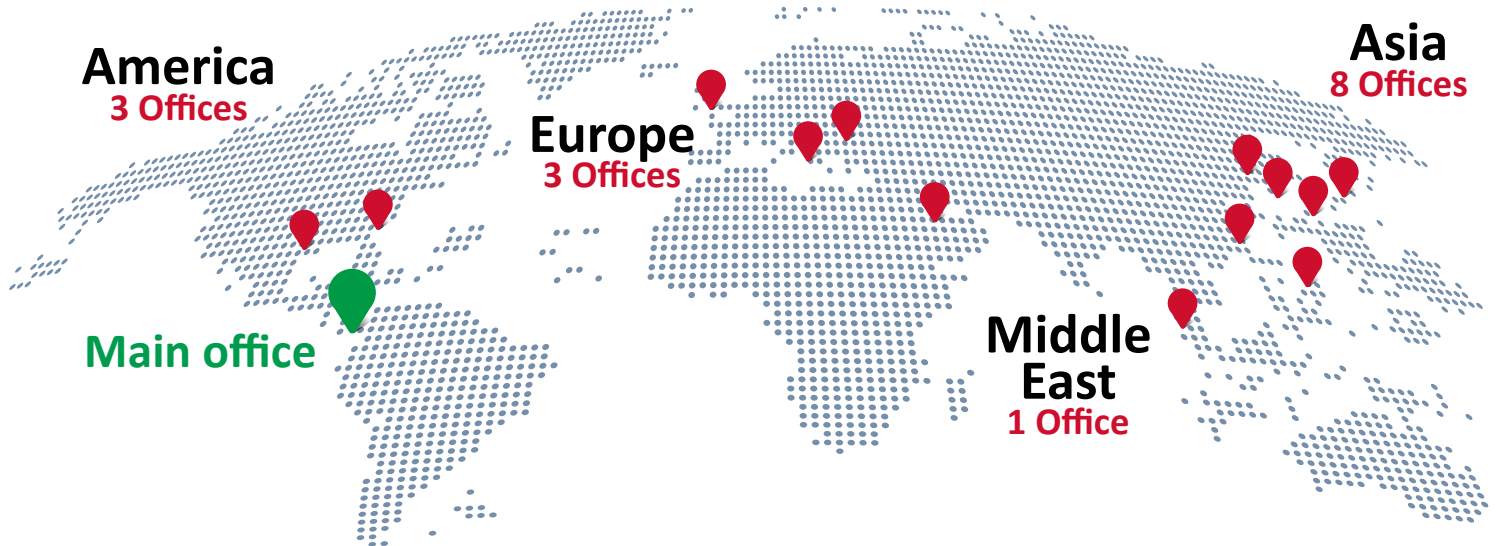 America
3 Offices
Europe
3 Offices
Asia
8 Offices
Main office
Middle
East
1 Office